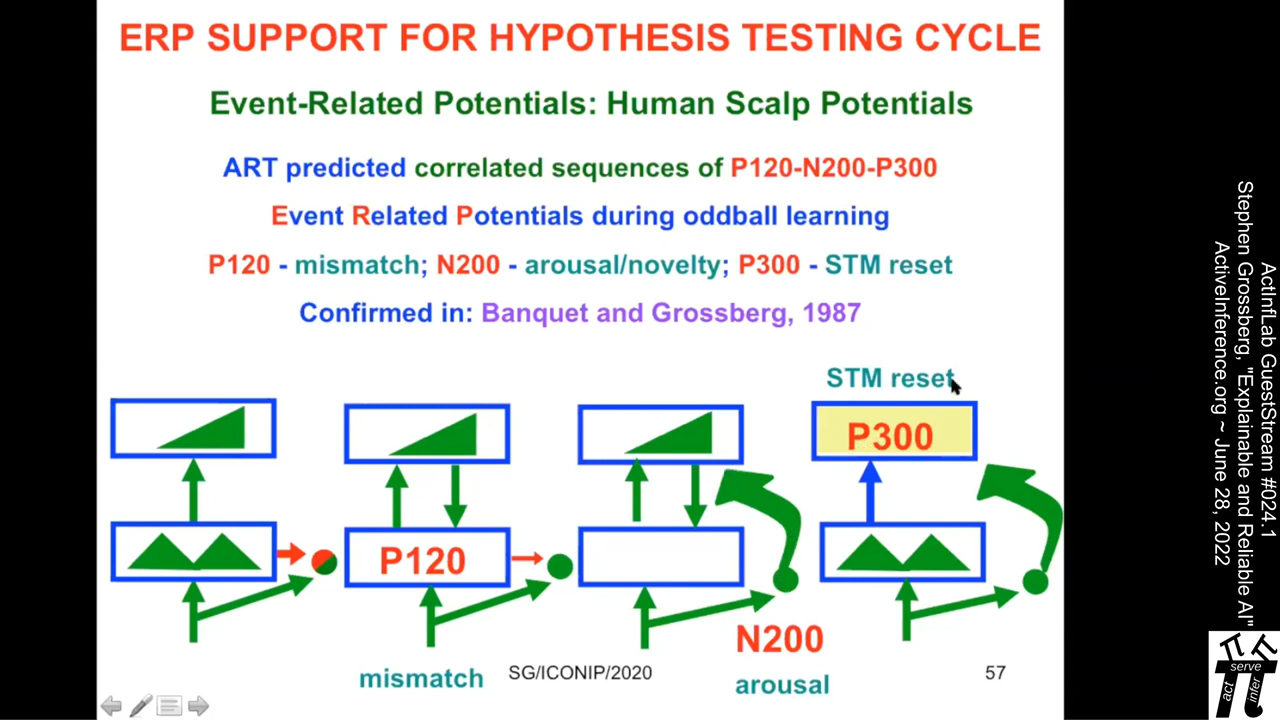 ERP SUPPORT FOR HYPOTHESIS TESTING CYCLE
Event-Related Potentials: Human Scalp Potentials
ART predicted correlated sequences of P120-N200-P300
Event Related Potentials during oddball learning
P120 - mismatch; N200 - arousal/novelty; P300 - STM reset
Confirmed in: Banquet and Grossberg, 1987
STM reset
P300
P120
N200
mismatch
SG/ICONIP/2020
arousal
57
ActInfLab GuestStream #024.1
Stephen Grossberg, "Explainable and Reliable AI"
ActiveInference.org ~ June 28, 2022
serve
act
infer